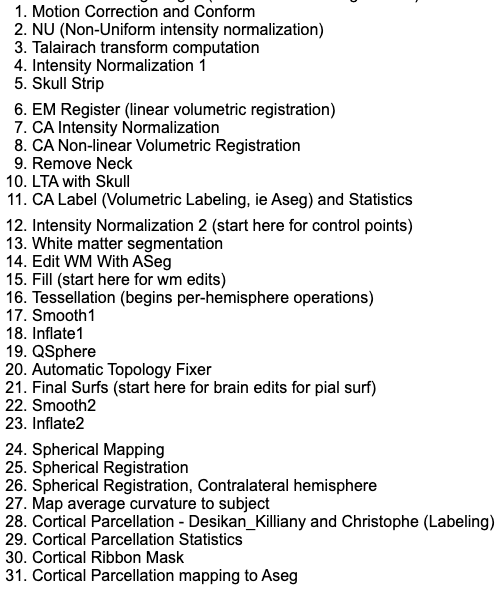 1. Motion Correction and Conform
2. NU (Non-Uniform intensity normalization)
3. Talairach transform computation
4. Intensity Normalization 1
5. Skull Strip
6. EM Register (linear volumetric registration)
7. CA Intensity Normalization
8. CA Non-linear Volumetric Registration
9. Remove Neck
10. LTA with Skull
11. CA Label (Volumetric Labeling, ie Aseg) and Statistics
12. Intensity Normalization 2 (start here for control points)
13. White matter segmentation
14. Edit WM With ASeg
15. Fill (start here for wm edits)
16. Tessellation (begins per-hemisphere operations)
17. Smooth1
18. Inflate1
19. QSphere
20. Automatic Topology Fixer
21. Final Surfs (start here for brain edits for pial surf)
22. Smooth2
23. Inflate2
24. Spherical Mapping
25. Spherical Registration
26. Spherical Registration, Contralateral hemisphere
27. Map average curvature to subject
28. Cortical Parcellation - Desikan_Killiany and Christophe (Labeling)
29. Cortical Parcellation Statistics
30. Cortical Ribbon Mask
31. Cortical Parcellation mapping to Aseg